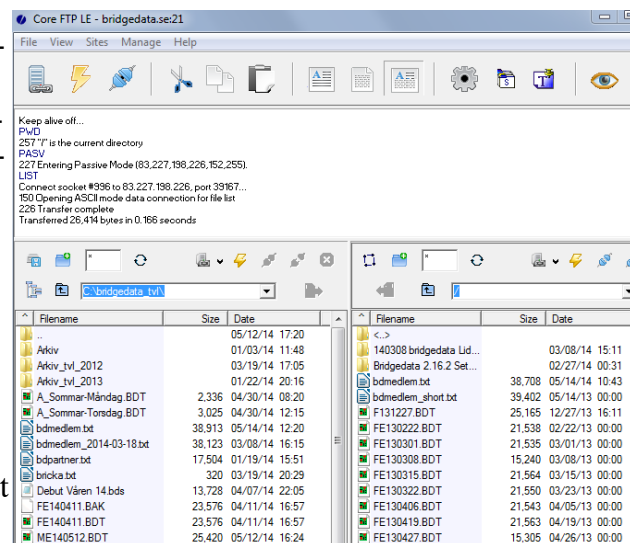 Core FTP LE - bridgedata.se:21
File View Sites Manage Help
Keep alive off...
PWD
257 "/" is the current directory
PASV
227 Entering Passive Mode (83,227,198,226,152,255).
LIST
Connect socket #996 to 83.227.198.226, port 39167...
150 Opening ASCII mode data connection for file list
226 Transfer complete
Transferred 26,414 bytes in 0.166 seconds
C:\bridgedata_tvl\
/
Filename Size Date
.. 05/12/14 17:20
Arkiv 01/03/14 11:48
Arkiv_tvl_2012 03/19/14 17:05
Arkiv_tvl_2013 01/22/14 20:16
A_Sommar-Måndag.BDT 2,336 04/30/14 08:20
A_Sommar-Torsdag.BDT 3,025 04/30/14 12:15
bdmedlem.txt 38,913 05/14/14 12:20
bdmedlem_2014-03-18.txt 38,123 03/08/14 16:15
bdpartner.txt 17,504 01/19/14 15:51
bricka.txt 320 03/19/14 20:29
Debut Våren 14.bds 13,728 04/07/14 22:05
FE140411.BAK 23,576 04/11/14 16:57
FE140411.BDT 23,576 04/11/14 16:57
ME140512.BDT 25,420 05/12/14 16:24
Filename Size Date
<..>
140308 bridgedata Lid... 03/08/14 15:11
Bridgedata 2.16.2 Set... 02/27/14 00:31
bdmedlem.txt 38,708 05/14/14 10:43
bdmedlem_short.txt 39,402 05/14/13 00:00
F131227.BDT 25,165 12/27/13 16:11
FE130222.BDT 21,538 02/22/13 00:00
FE130301.BDT 21,535 03/01/13 00:00
FE130308.BDT 15,240 03/08/13 00:00
FE130315.BDT 21,564 03/15/13 00:00
FE130322.BDT 21,550 03/23/13 00:00
FE130406.BDT 21,543 04/05/13 00:00
FE130419.BDT 21,563 04/19/13 00:00
FE130427.BDT 15,305 04/26/13 00:00
t